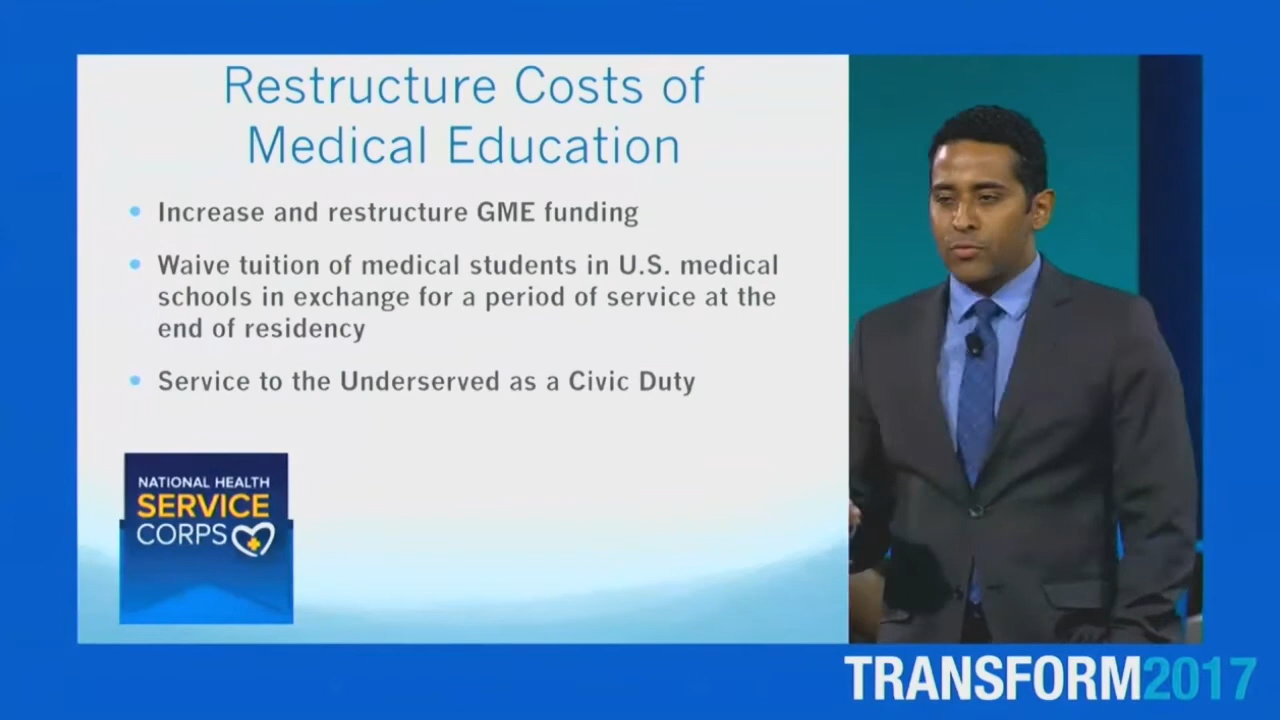 Restructure Costs of
Medical Education
• Increase and restructure GME funding
• Waive tuition of medical students in U.S. medical
schools in exchange for a period of service at the
end of residency
• Service to the Underserved as a Civic Duty
NATIONAL HEALTH
SERVICE
CORPS
TRANSFORM2017